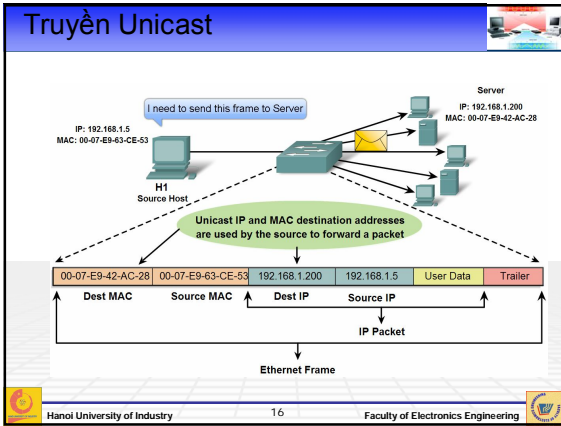 Truyền Unicast
I need to send this frame to Server
Server
IP: 192.168.1.200
MAC: 00-07-E9-42-AC-28
IP: 192.168.1.5
MAC: 00-07-E9-63-CE-53
H1
Source Host
Unicast IP and MAC destination addresses
are used by the source to forward a packet
00-07-E9-42-AC-28 00-07-E9-63-CE-53 192.168.1.200 192.168.1.5 User Data Trailer
Dest MAC Source MAC Dest IP Source IP
IP Packet
Ethernet Frame
Hanoi University of Industry 16 Faculty of Electronics Engineering